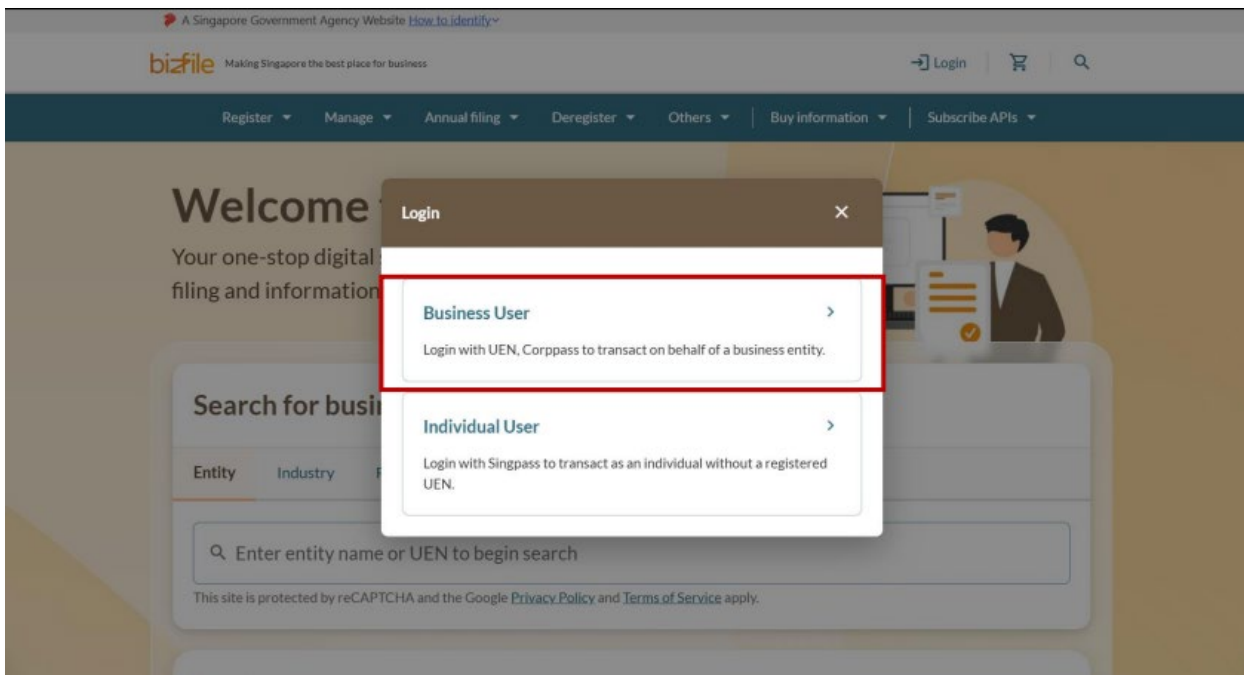 A Singapore Government Agency Website How to identify
bizfile Making Singapore the best place for business
Login
Register Manage Annual filing Deregister Others Buy information Subscribe APIs
Welcome
Your one-stop digital
filing and information
Login
Business User
Login with UEN, Corppass to transact on behalf of a business entity.
Individual User
Login with Singpass to transact as an individual without a registered
UEN.
Search for
Entity Industry
Enter entity name or UEN to begin search
This site is protected by reCAPTCHA and the Google Privacy Policy and Terms of Service apply.